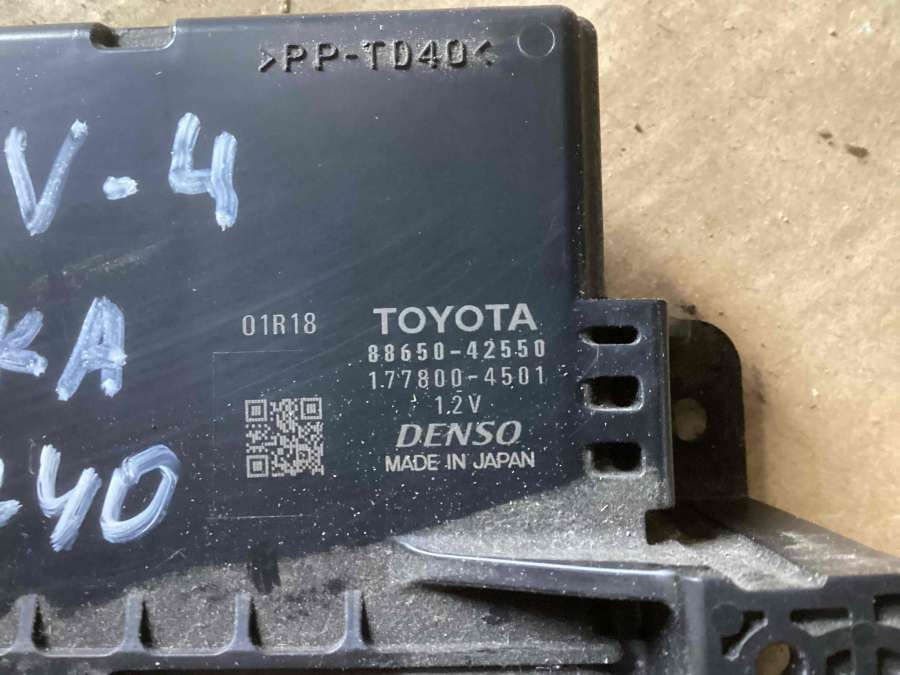 >PP-TD40<
V-4
01R18
TOYOTA
88650-42550
KA
177800-4501
12V
DENSO
MADE IN JAPAN
40